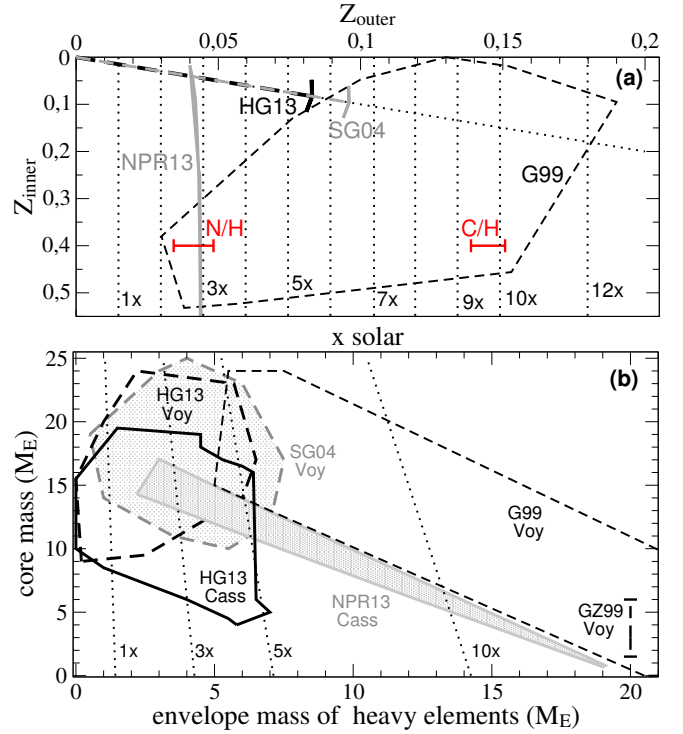 Z_outer
0 0,05 0,1 0,15 0,2
0 0,1 0,2 0,3 0,4 0,5
Z_inner
(a)
HG13
SG04
NPR13
G99
N/H
C/H
1x 3x 5x 7x 9x 10x 12x
x solar
25 20 15 10 5 0
core mass (M_E)
(b)
HG13
Voy
SG04
Voy
G99
Voy
HG13
Cass
NPR13
Cass
GZ99
Voy
1x 3x 5x 10x
0 5 10 15 20
envelope mass of heavy elements (M_E)